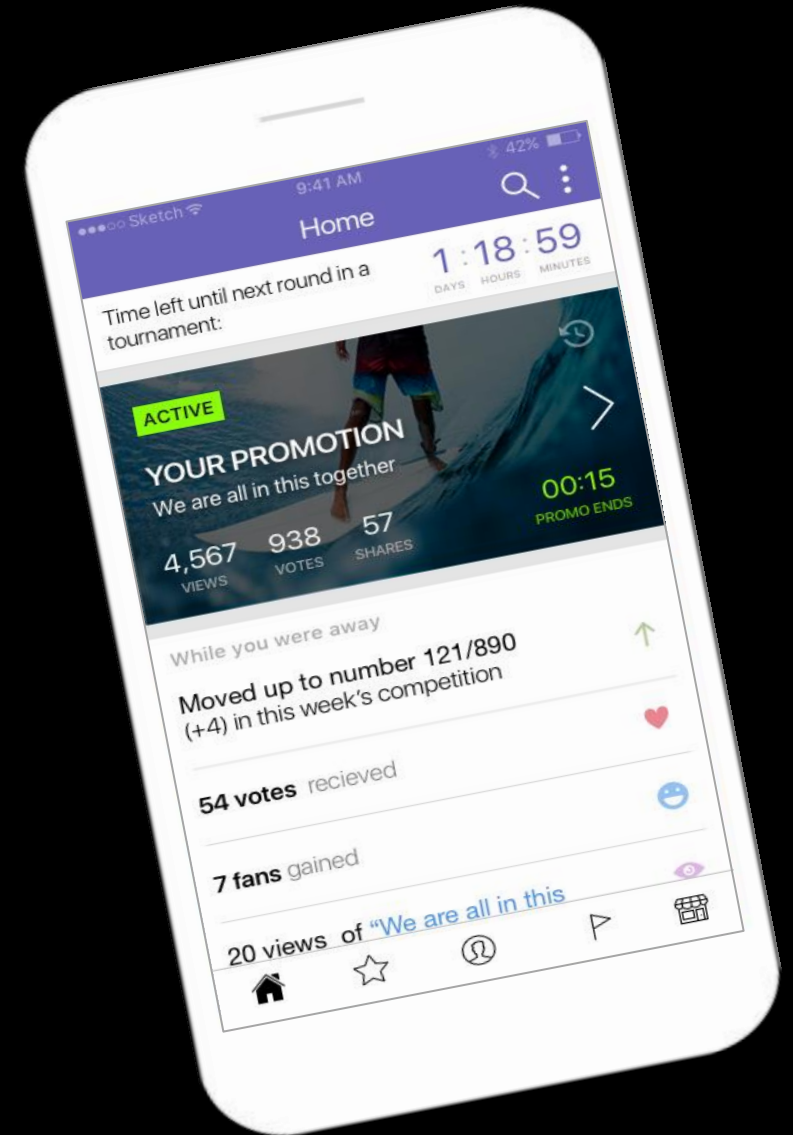 Sketch 9:41 AM 42%
Home
Time left until next round in a
tournament:
1 : 18 : 59
DAYS HOURS MINUTES
ACTIVE
YOUR PROMOTION
We are all in this together
4,567 938 57
VIEWS VOTES SHARES
00:15
PROMO ENDS
While you were away
Moved up to number 121/890
(+4) in this week's competition
54 votes recieved
7 fans gained
20 views of “We are all in this